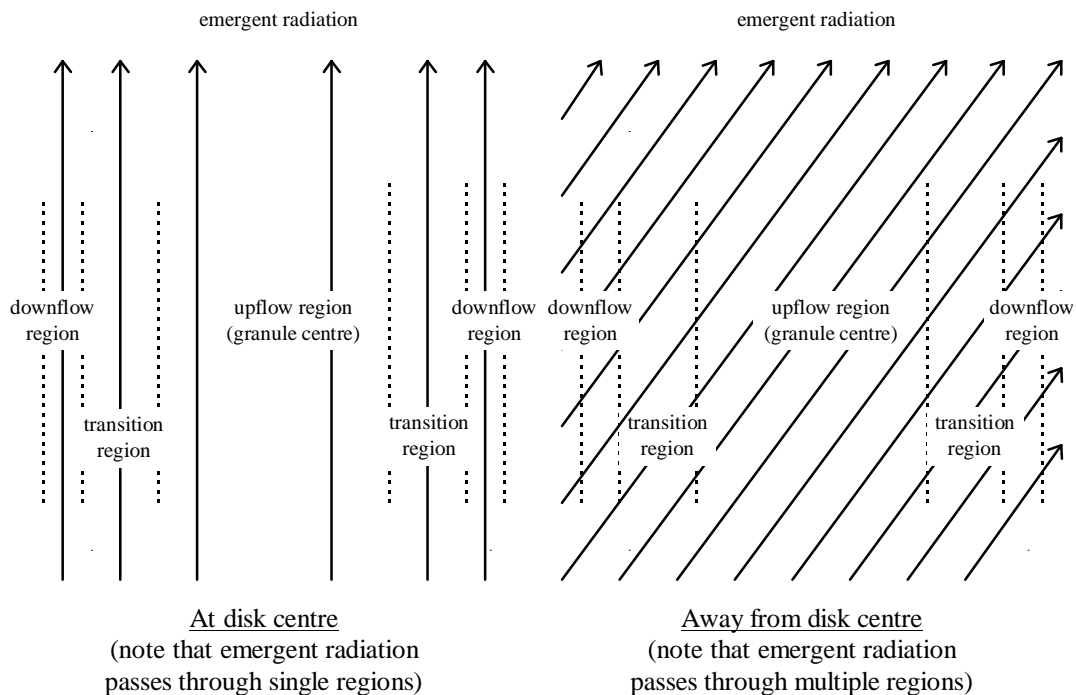 emergent radiation
downflow
region
upflow region
(granule centre)
downflow
region
transition
region
transition
region
At disk centre
(note that emergent radiation
passes through single regions)
emergent radiation
downflow
region
upflow region
(granule centre)
downflow
region
transition
region
transition
region
Away from disk centre
(note that emergent radiation
passes through multiple regions)